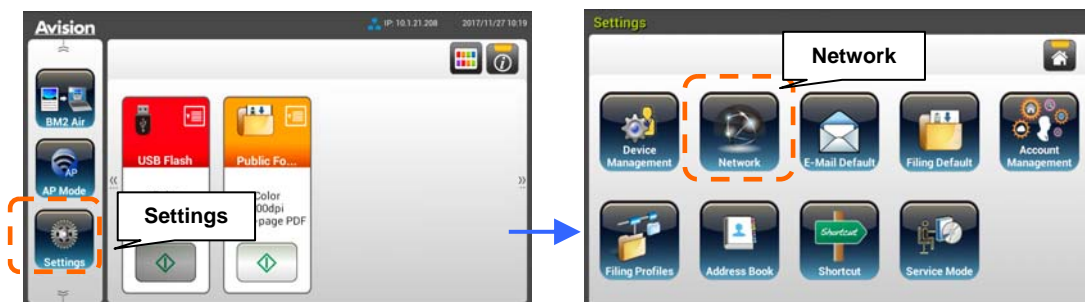 Avision
IP: 10.1.21.208
2017/11/27 10:19
BM2 Air
AP
AP Mode
Settings
USB Flash
Public Fo...
Color
page PDF
Settings
Settings
Network
Device
Management
Network
E-Mail Default
Filing Default
Account
Management
Filing Profiles
Address Book
Shortcut
Shortcut
Service Mode